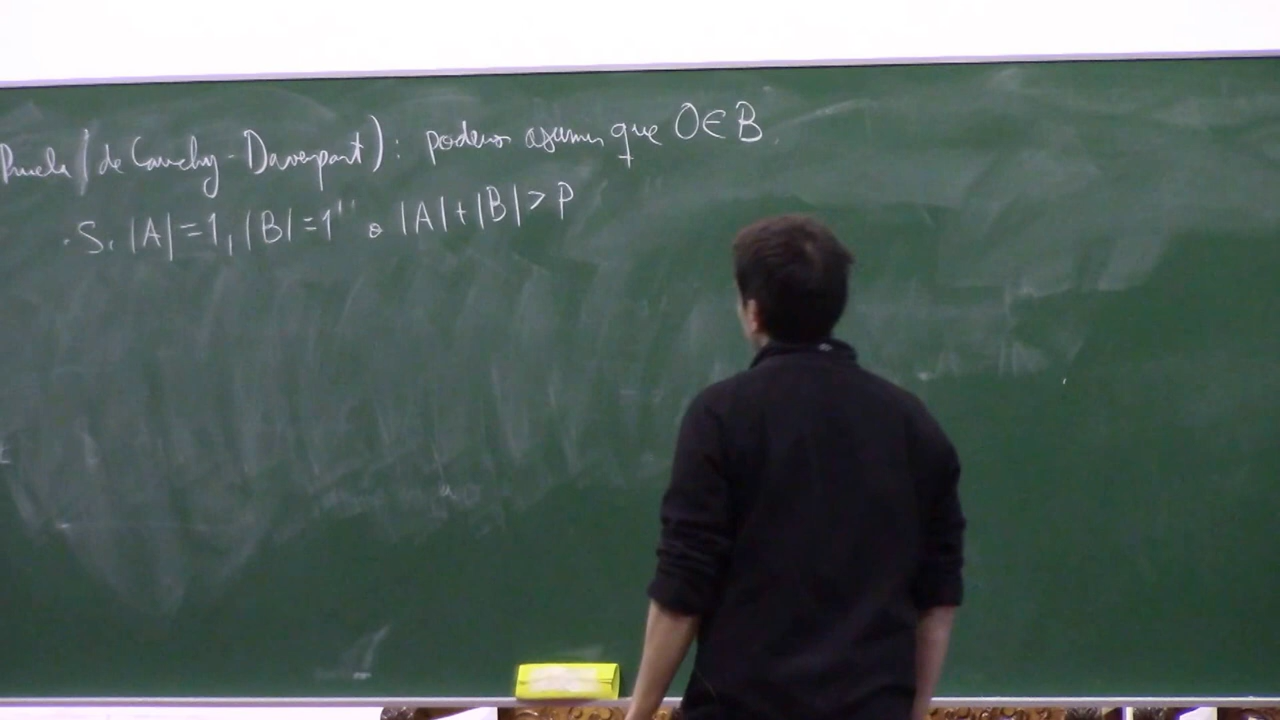 Prueba (de Cauchy-Davenport): podemos asumir que 0∈B.
· Si |A|=1, |B|=1 o |A|+|B|>p